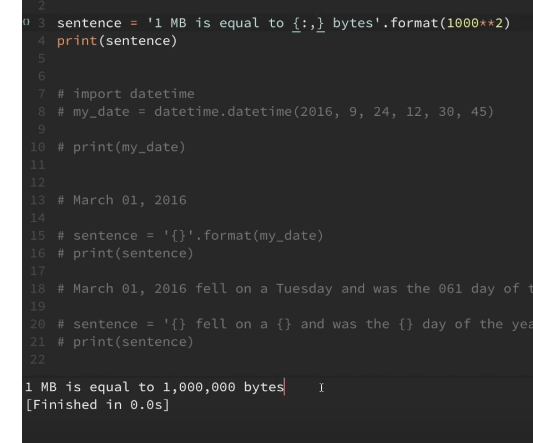 2
3 sentence = '1 MB is equal to {:,} bytes'.format(1000**2)
4 print(sentence)
5
6
7 # import datetime
8 # my_date = datetime.datetime(2016, 9, 24, 12, 30, 45)
9
10 # print(my_date)
11
12
13 # March 01, 2016
14
15 # sentence = '{}'.format(my_date)
16 # print(sentence)
17
18 # March 01, 2016 fell on a Tuesday and was the 061 day of t
19
20 # sentence = '{} fell on a {} and was the {} day of the yea
21 # print(sentence)
22
1 MB is equal to 1,000,000 bytes
[Finished in 0.0s]